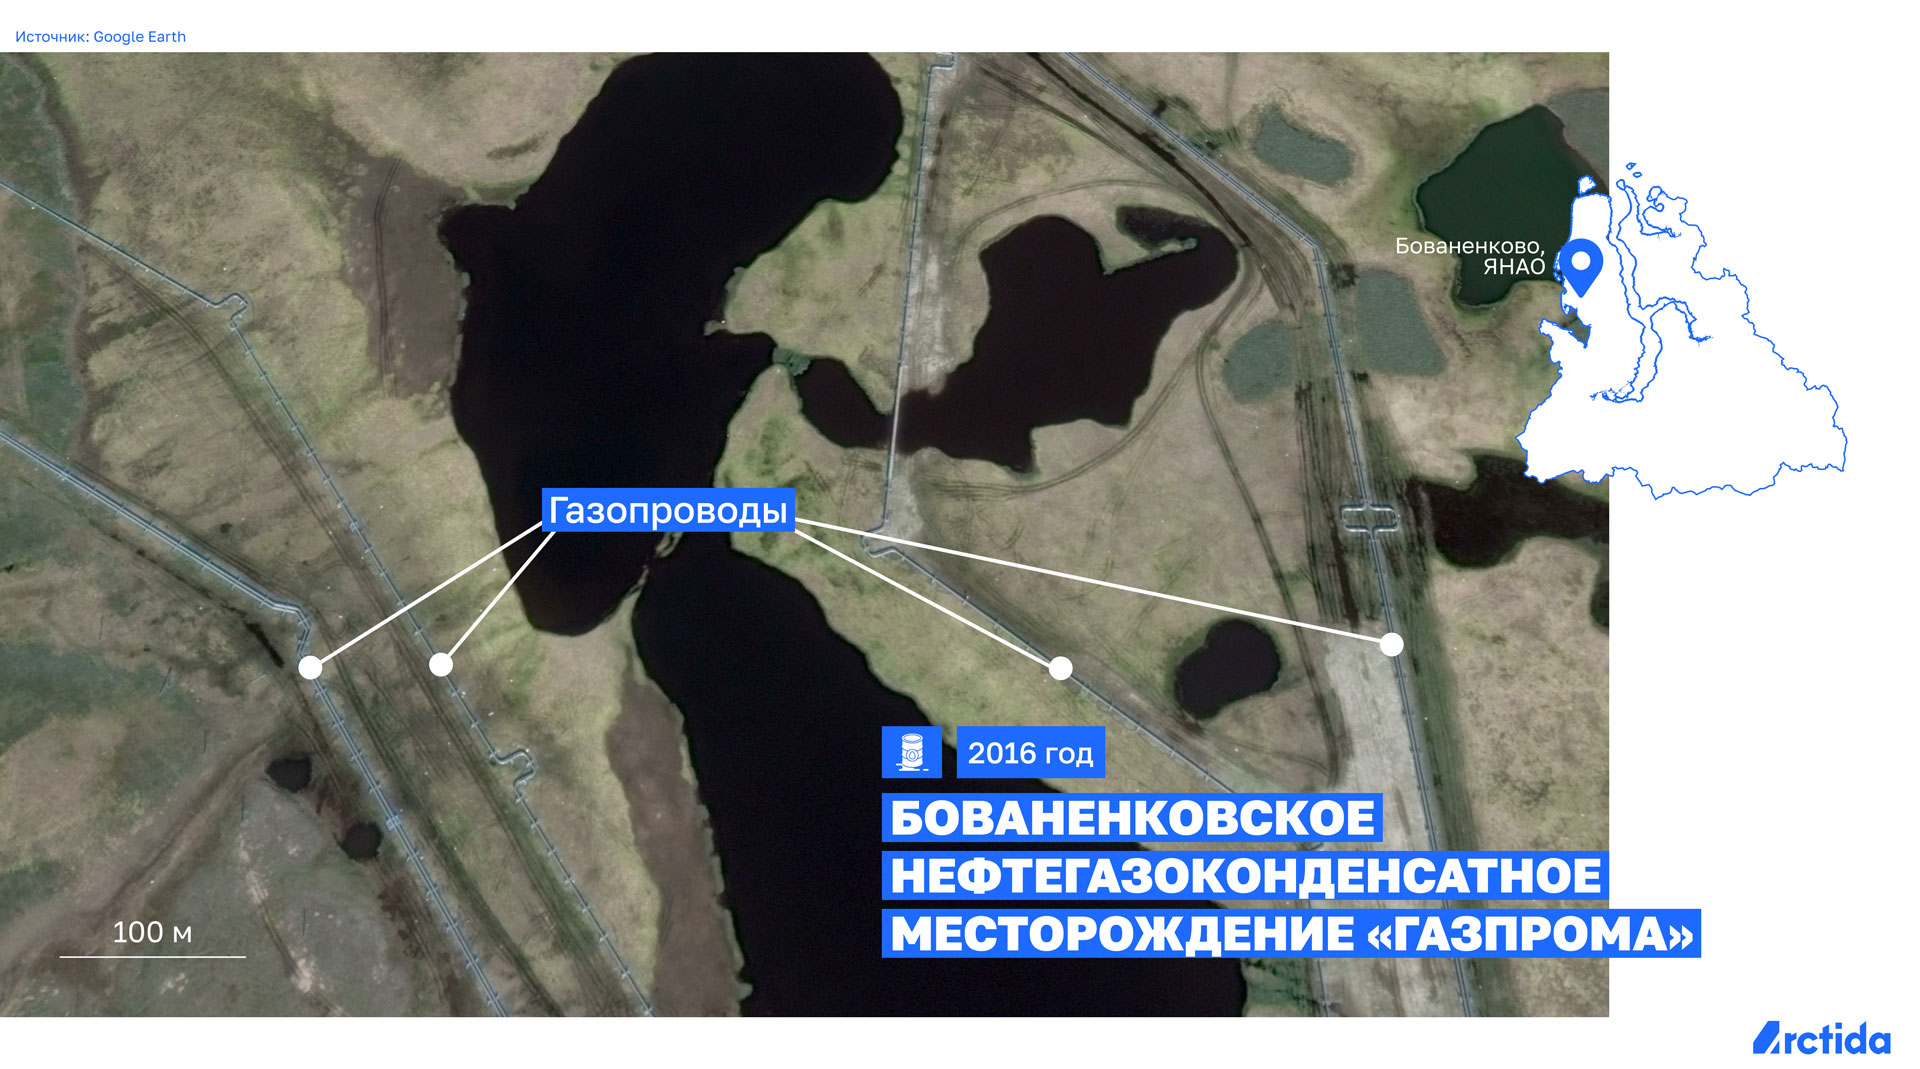 Источник: Google Earth
Бованенково,
ЯНАО
Газопроводы
2016 год
БОВАНЕНКОВСКОЕ
НЕФТЕГАЗОКОНДЕНСАТНОЕ
МЕСТОРОЖДЕНИЕ «ГАЗПРОМА»
100 м
Arctida